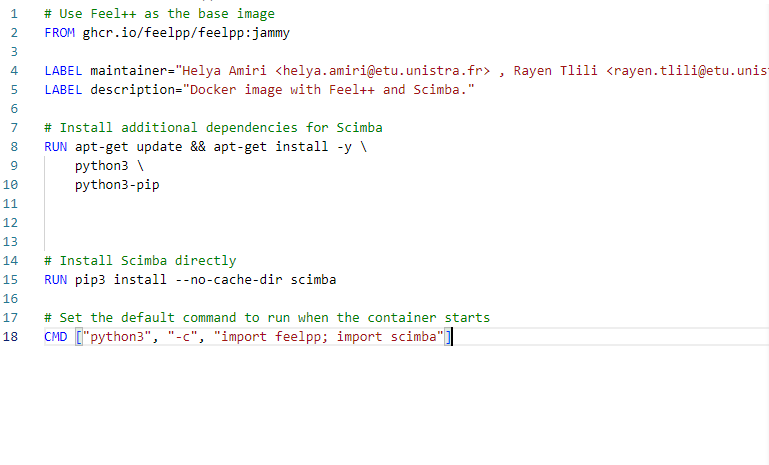 1 # Use Feel++ as the base image
2 FROM ghcr.io/feelpp/feelpp:jammy
3
4 LABEL maintainer="Helya Amiri <helya.amiri@etu.unistra.fr> , Rayen Tlili <rayen.tlili@etu.unis
5 LABEL description="Docker image with Feel++ and Scimba."
6
7 # Install additional dependencies for Scimba
8 RUN apt-get update && apt-get install -y \
9 python3 \
10 python3-pip
11
12
13
14 # Install Scimba directly
15 RUN pip3 install --no-cache-dir scimba
16
17 # Set the default command to run when the container starts
18 CMD ["python3", "-c", "import feelpp; import scimba"]